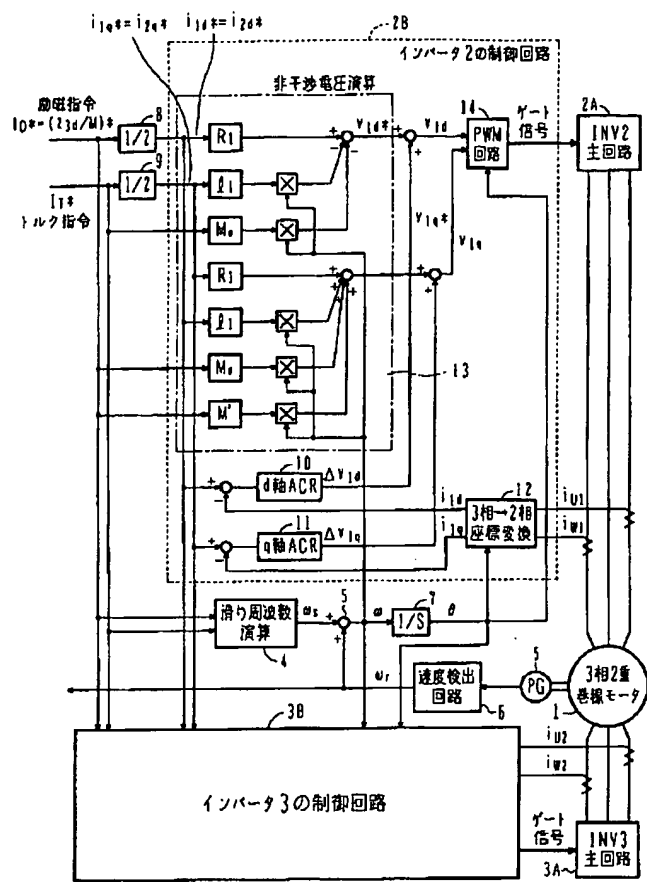 i1q*=i2q*
i1d*=i2d*
2B
インバータ2の制御回路
非干渉電圧演算
励磁指令
I0*=(λ3d/M)*
8
1/2
9
1/2
IT*
トルク指令
R1
ℓ1
M0
R1
ℓ1
M0
M'
v1d*
v1d
v1q*
v1q
14
PWM
回路
ゲート
信号
2A
INV2
主回路
13
10
d軸ACR
Δv1d
11
q軸ACR
Δv1q
i1d
i1q
12
3相→2相
座標変換
iU1
iW1
滑り周波数
演算
4
ωs
5
ω
7
1/S
θ
ωr
速度検出
回路
6
5
PG
3相2重
巻線モータ
1
3B
インバータ3の制御回路
iU2
iW2
ゲート
信号
INV3
主回路
3A